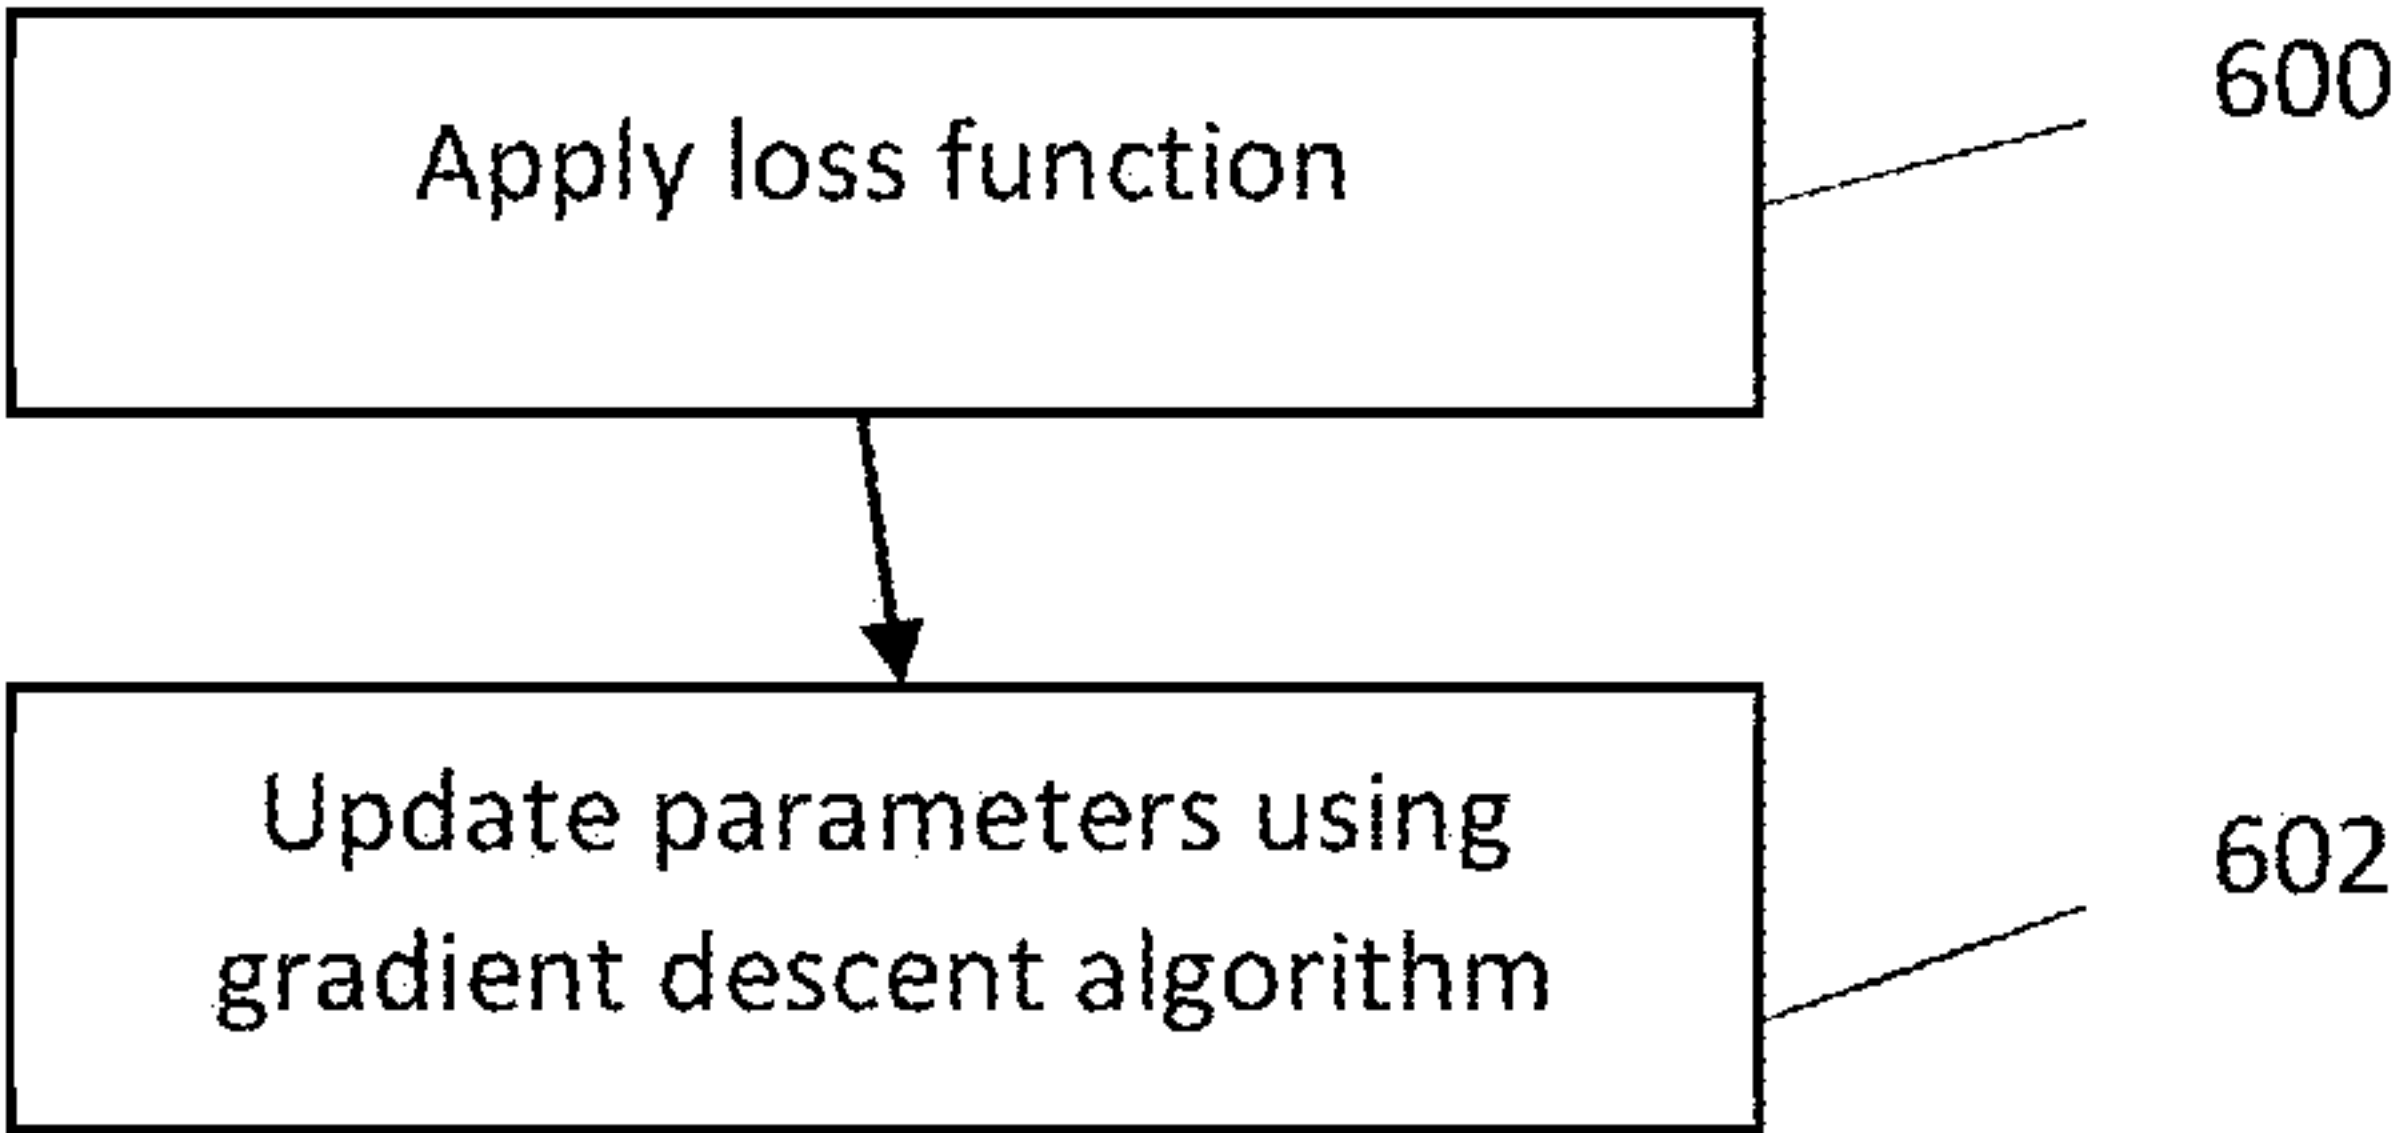 Apply loss function
600
Update parameters using
602
gradient descent algorithm